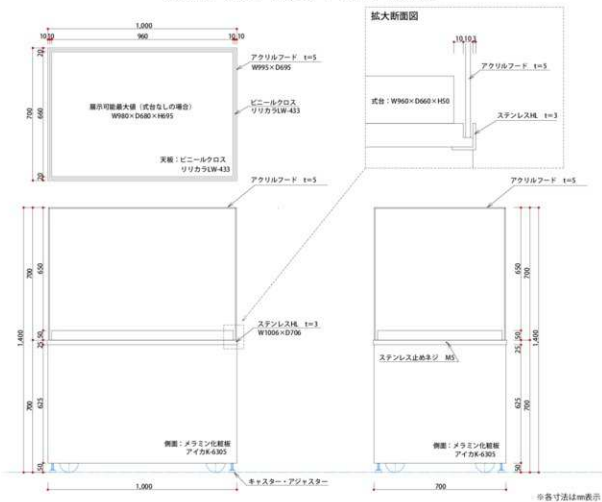 拡大断面図
1,000
10,10
960
10,10
アクリルフード t=5
W995×D695
ビニールクロス
リリカラLW-433
展示可能最大値（式台なしの場合）
W980×D680×H695
天板：ビニールクロス
リリカラLW-433
20
700
660
20
アクリルフード t=5
式台：W960×D660×H50
ステンレスHL t=3
アクリルフード t=5
アクリルフード t=5
1,400
700
650
50
25
700
625
50
ステンレスHL t=3
W1006×D706
ステンレス止めネジ M5
側面：メラミン化粧板
アイカK-6305
側面：メラミン化粧板
アイカK-6305
キャスター・アジャスター
1,000
700
650
700
1,400
50
25
625
700
50
700
※各寸法はmm表示